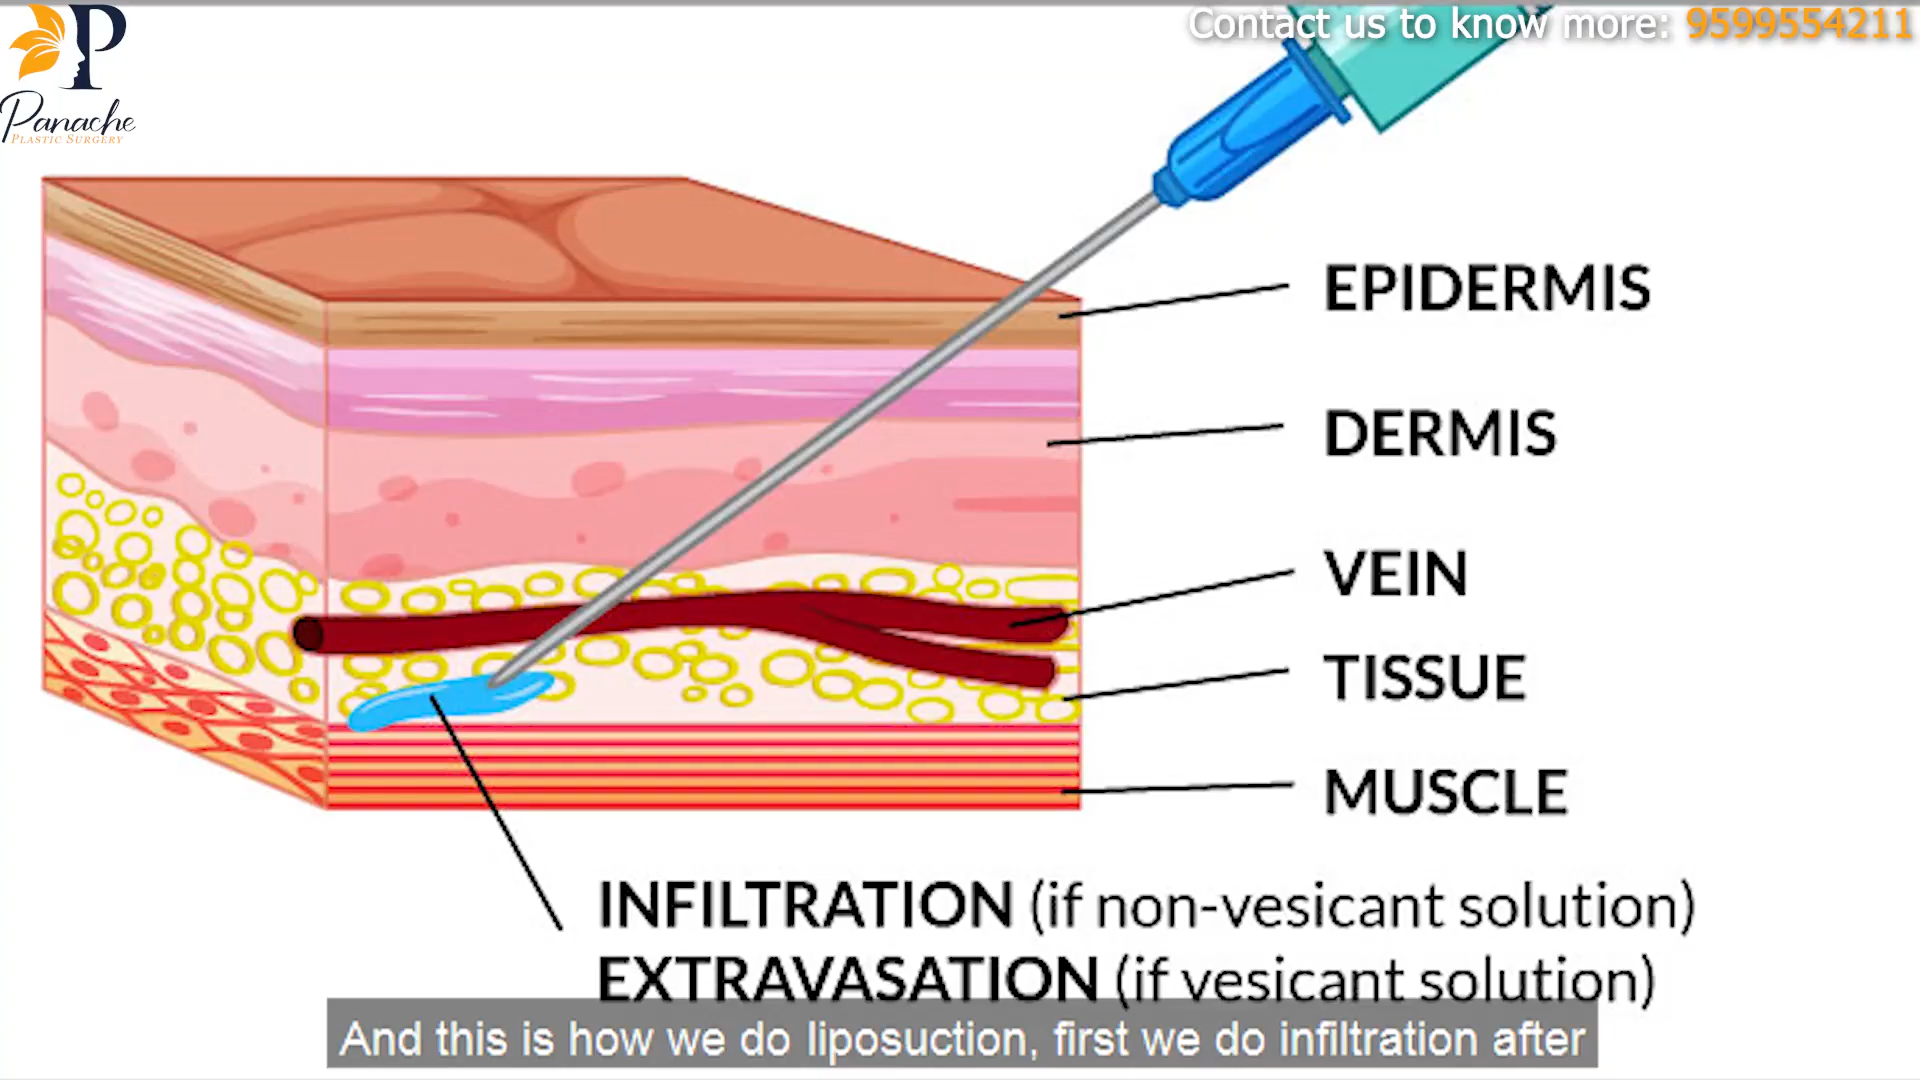 P
Panache
PLASTIC SURGERY
Contact us to know more: 9599554211
EPIDERMIS
DERMIS
VEIN
TISSUE
MUSCLE
INFILTRATION (if non-vesicant solution)
EXTRAVASATION (if vesicant solution)
And this is how we do liposuction, first we do infiltration after